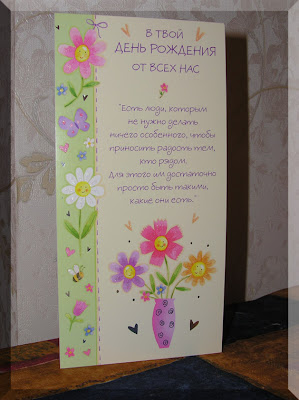 В ТВОЙ
ДЕНЬ РОЖДЕНИЯ
ОТ ВСЕХ НАС
"Есть люди, которым
не нужно делать
ничего особенного, чтобы
приносить радость тем,
кто рядом.
Для этого им достаточно
просто быть такими,
какие они есть."